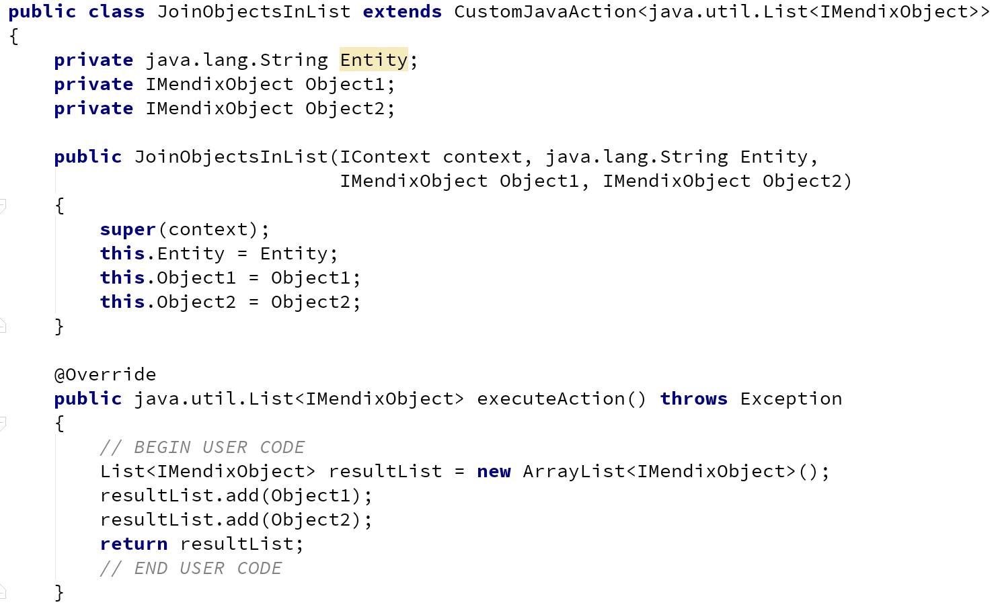 public class JoinObjectsInList extends CustomJavaAction<java.util.List<IMendixObject>>
{
    private java.lang.String Entity;
    private IMendixObject Object1;
    private IMendixObject Object2;

    public JoinObjectsInList(IContext context, java.lang.String Entity,
                             IMendixObject Object1, IMendixObject Object2)
    {
        super(context);
        this.Entity = Entity;
        this.Object1 = Object1;
        this.Object2 = Object2;
    }

    @Override
    public java.util.List<IMendixObject> executeAction() throws Exception
    {
        // BEGIN USER CODE
        List<IMendixObject> resultList = new ArrayList<IMendixObject>();
        resultList.add(Object1);
        resultList.add(Object2);
        return resultList;
        // END USER CODE
    }